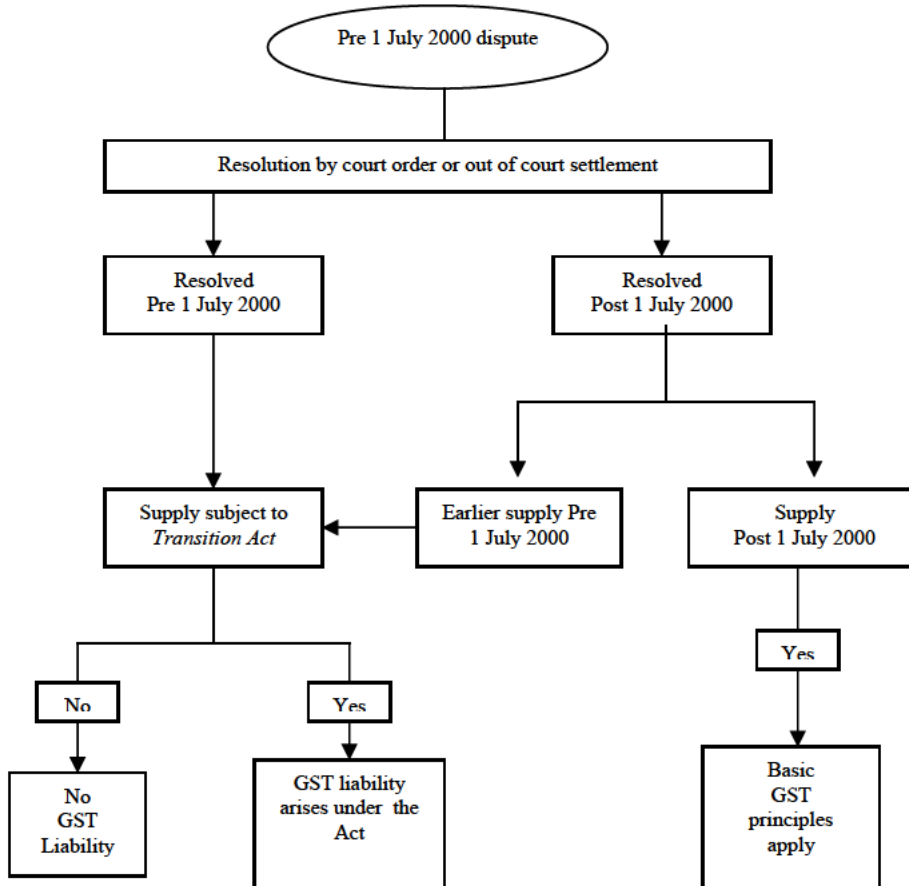 Pre 1 July 2000 dispute
Resolution by court order or out of court settlement
Resolved
Pre 1 July 2000
Resolved
Post 1 July 2000
Supply subject to
Transition Act
Earlier supply Pre
1 July 2000
Supply
Post 1 July 2000
No
Yes
Yes
No
GST
Liability
GST liability
arises under the
Act
Basic
GST
principles
apply